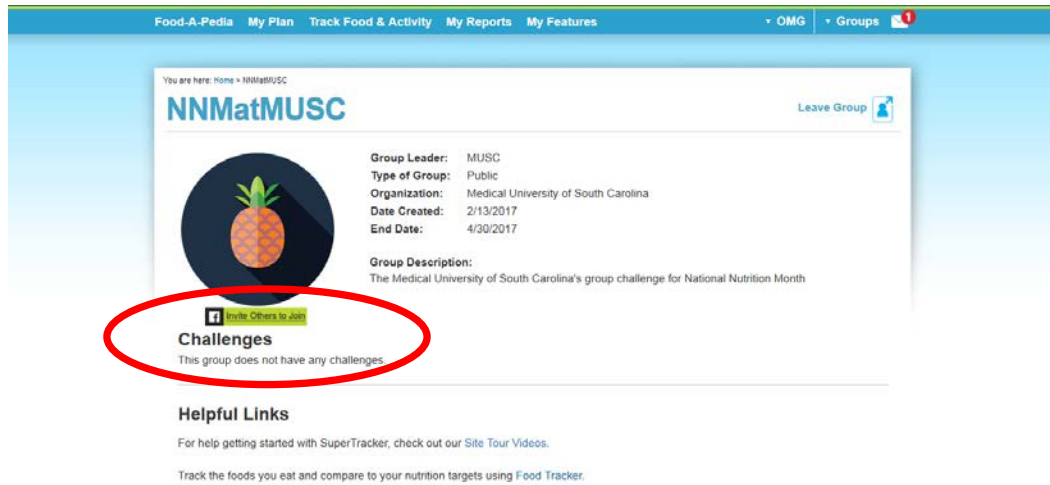 Food-A-Pedia My Plan Track Food & Activity My Reports My Features OMG Groups 1
You are here: Home > NNMatMUSC
NNMatMUSC
Leave Group
Group Leader: MUSC
Type of Group: Public
Organization: Medical University of South Carolina
Date Created: 2/13/2017
End Date: 4/30/2017
Group Description:
The Medical University of South Carolina's group challenge for National Nutrition Month
f Invite Others to Join
Challenges
This group does not have any challenges.
Helpful Links
For help getting started with SuperTracker, check out our Site Tour Videos.
Track the foods you eat and compare to your nutrition targets using Food Tracker.